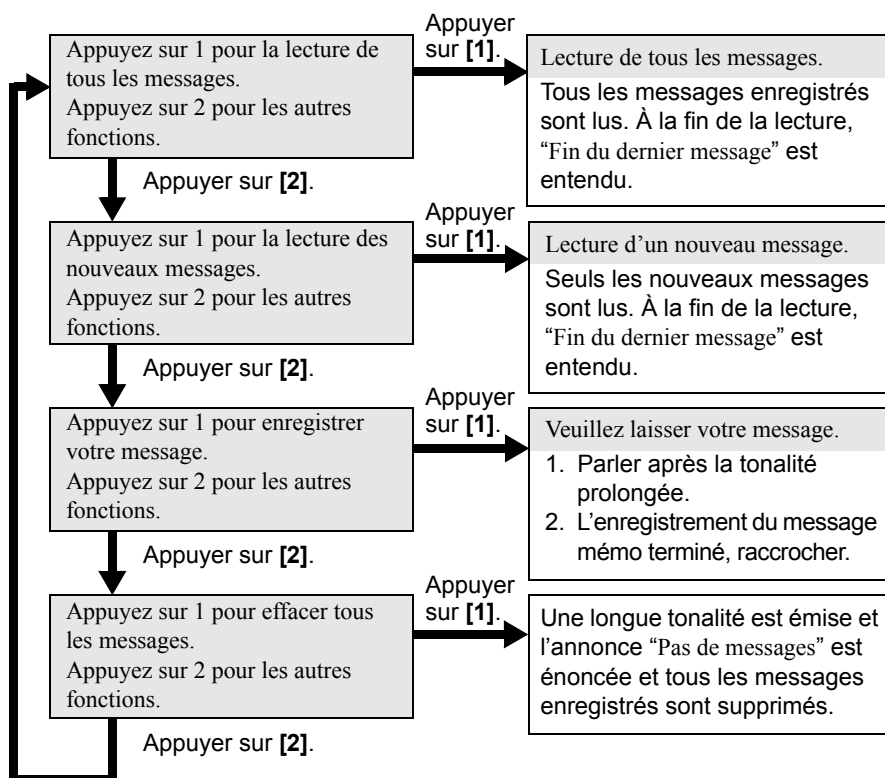 Appuyez sur 1 pour la lecture de
tous les messages.
Appuyez sur 2 pour les autres
fonctions.
Appuyer
sur [1].
Lecture de tous les messages.
Tous les messages enregistrés
sont lus. À la fin de la lecture,
“Fin du dernier message” est
entendu.
Appuyer sur [2].
Appuyez sur 1 pour la lecture des
nouveaux messages.
Appuyez sur 2 pour les autres
fonctions.
Appuyer
sur [1].
Lecture d’un nouveau message.
Seuls les nouveaux messages
sont lus. À la fin de la lecture,
“Fin du dernier message” est
entendu.
Appuyer sur [2].
Appuyez sur 1 pour enregistrer
votre message.
Appuyez sur 2 pour les autres
fonctions.
Appuyer
sur [1].
Veuillez laisser votre message.
1. Parler après la tonalité
prolongée.
2. L’enregistrement du message
mémo terminé, raccrocher.
Appuyer sur [2].
Appuyez sur 1 pour effacer tous
les messages.
Appuyez sur 2 pour les autres
fonctions.
Appuyer
sur [1].
Une longue tonalité est émise et
l’annonce “Pas de messages” est
énoncée et tous les messages
enregistrés sont supprimés.
Appuyer sur [2].